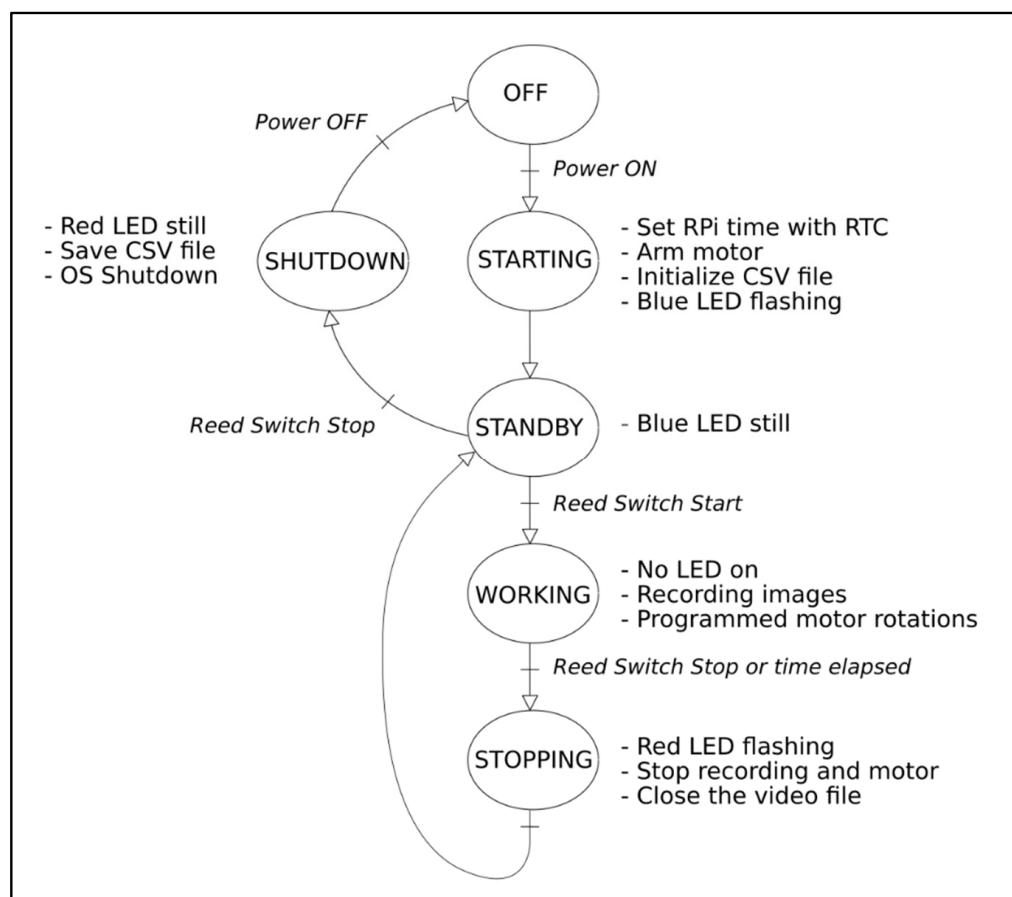 OFF
Power OFF
Power ON
- Red LED still
- Save CSV file
- OS Shutdown
SHUTDOWN
STARTING
- Set RPi time with RTC
- Arm motor
- Initialize CSV file
- Blue LED flashing
Reed Switch Stop
STANDBY
- Blue LED still
Reed Switch Start
WORKING
- No LED on
- Recording images
- Programmed motor rotations
Reed Switch Stop or time elapsed
STOPPING
- Red LED flashing
- Stop recording and motor
- Close the video file